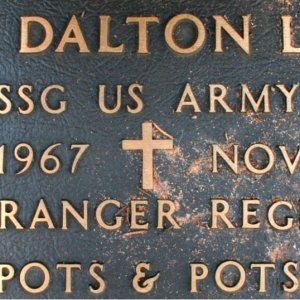 DALTON L
SSG US ARMY
1967 NOV
RANGER REG
POTS & POTS